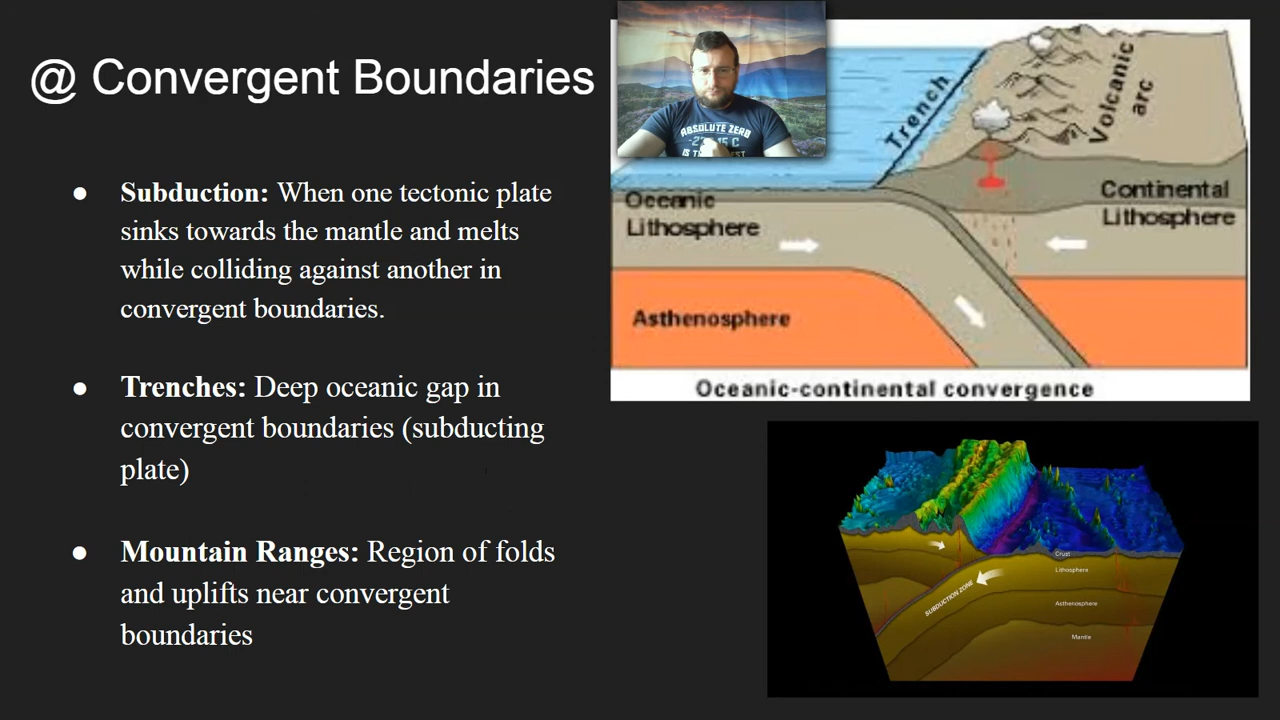 @ Convergent Boundaries
● Subduction: When one tectonic plate
sinks towards the mantle and melts
while colliding against another in
convergent boundaries.
● Trenches: Deep oceanic gap in
convergent boundaries (subducting
plate)
● Mountain Ranges: Region of folds
and uplifts near convergent
boundaries
ABSOLUTE ZERO
Trench
Volcanic
arc
Oceanic
Lithosphere
Continental
Lithosphere
Asthenosphere
Oceanic-continental convergence
Crust
Lithosphere
SUBDUCTION ZONE
Asthenosphere
Mantle